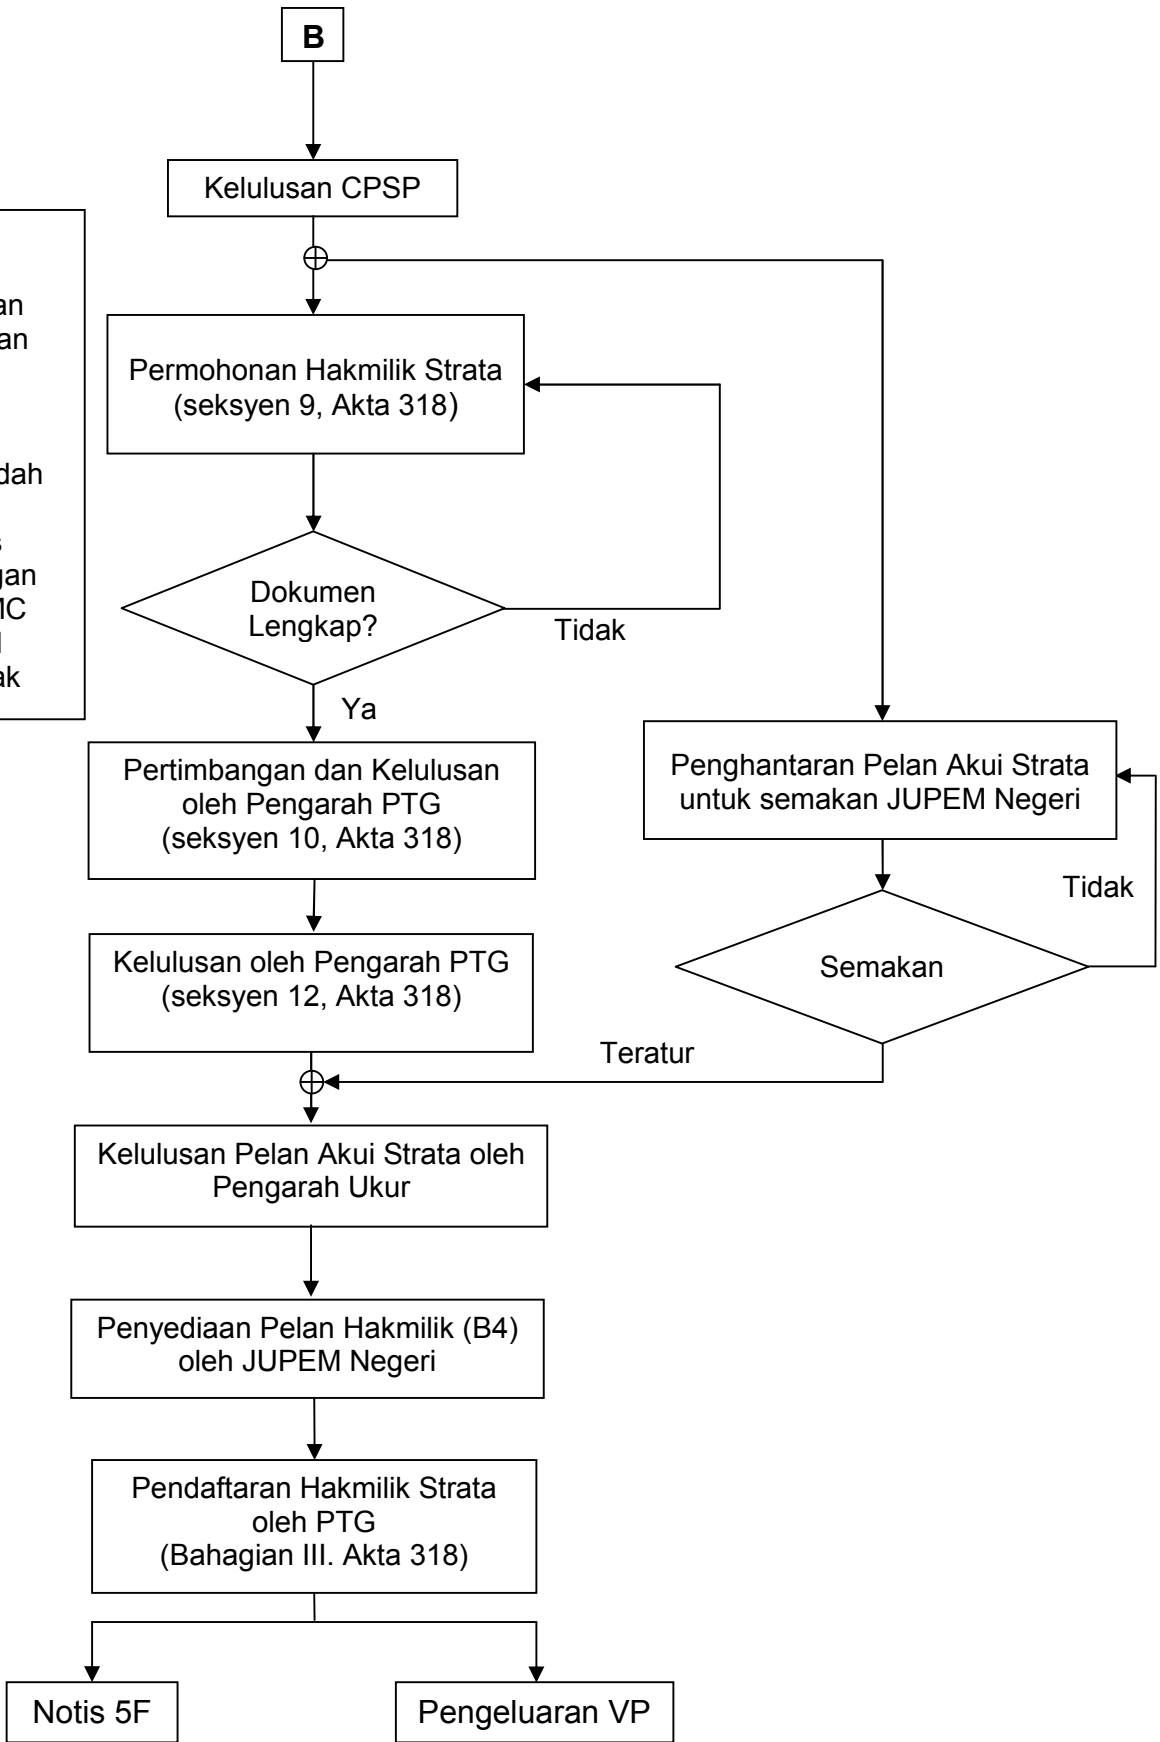 B
Kelulusan CPSP
Permohonan Hakmilik Strata
(seksyen 9, Akta 318)
Dokumen
Lengkap?
Tidak
Ya
Pertimbangan dan Kelulusan
oleh Pengarah PTG
(seksyen 10, Akta 318)
Penghantaran Pelan Akui Strata
untuk semakan JUPEM Negeri
Tidak
Kelulusan oleh Pengarah PTG
(seksyen 12, Akta 318)
Semakan
Teratur
Kelulusan Pelan Akui Strata oleh
Pengarah Ukur
Penyediaan Pelan Hakmilik (B4)
oleh JUPEM Negeri
Pendaftaran Hakmilik Strata
oleh PTG
(Bahagian III. Akta 318)
Notis 5F
Pengeluaran VP